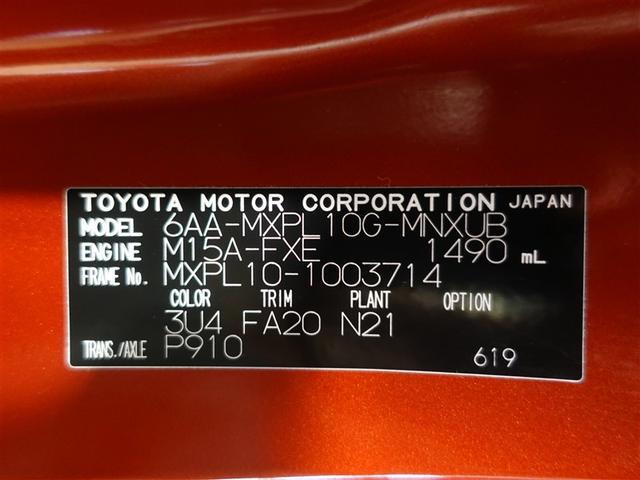 TOYOTA MOTOR CORPORATION JAPAN
MODEL 6AA-MXPL10G-MNXUB
ENGINE M15A-FXE 1490 mL
FRAME No. MXPL10-1003714
COLOR TRIM PLANT OPTION
3U4 FA20 N21
TRANS./AXLE P910 619